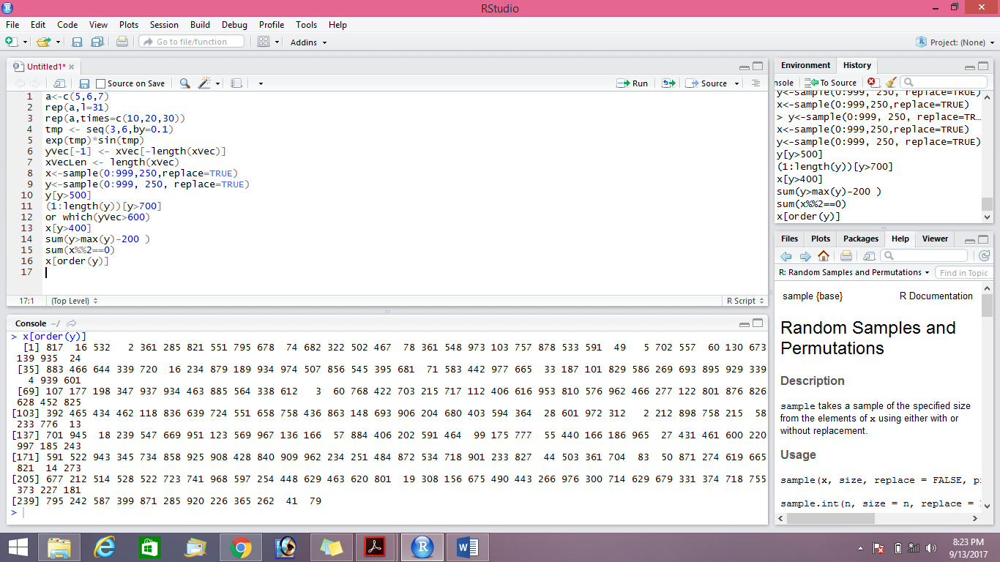 RStudio
File Edit Code View Plots Session Build Debug Profile Tools Help
Go to file/function Addins Project: (None)
Untitled1*
Source on Save Run Source
1 a<-c(5,6,7)
2 rep(a,l=31)
3 rep(a,times=c(10,20,30))
4 tmp <- seq(3,6,by=0.1)
5 exp(tmp)*sin(tmp)
6 yVec[-1] <- xVec[-length(xVec)]
7 xVecLen <- length(xVec)
8 x<-sample(0:999,250,replace=TRUE)
9 y<-sample(0:999, 250, replace=TRUE)
10 y[y>500]
11 (1:length(y))[y>700]
12 or which(yVec>600)
13 x[y>400]
14 sum(y>max(y)-200 )
15 sum(x%%2==0)
16 x[order(y)]
17
17:1 (Top Level) R Script
Console ~/
> x[order(y)]
[1] 817 16 532 2 361 285 821 551 795 678 74 682 322 502 467 78 361 548 973 103 757 878 533 591 49 5 702 557 60 130 673
139 935 24
[35] 883 466 644 339 720 16 234 879 189 934 974 507 856 545 395 681 71 583 442 977 665 33 187 101 829 586 269 693 895 929 339
4 939 601
[69] 107 177 198 347 937 934 463 885 564 338 612 3 60 768 422 703 215 717 112 406 616 953 810 576 962 466 277 122 801 876 826
628 452 825
[103] 392 465 434 462 118 836 639 724 551 658 758 436 863 148 693 906 204 680 403 594 364 28 601 972 312 2 212 898 758 215 58
233 776 13
[137] 701 945 18 239 547 669 951 123 569 967 136 166 57 884 406 202 591 464 99 175 777 55 440 166 186 965 27 431 461 600 220
997 185 243
[171] 591 522 943 345 734 858 925 908 428 840 909 962 234 251 484 872 534 718 901 233 827 44 503 361 704 83 50 871 274 619 665
821 14 273
[205] 677 212 514 528 522 723 741 968 597 254 448 629 463 620 801 19 308 156 675 490 443 266 976 300 714 629 679 331 374 718 755
373 227 181
[239] 795 242 587 399 871 285 920 226 365 262 41 79
>
Environment History
nsole To Source
y<-sample(0:999, 250, replace=TRUE)
x<-sample(0:999,250,replace=TRUE)
> y<-sample(0:999, 250, replace=TR...
x<-sample(0:999,250,replace=TRUE)
y<-sample(0:999, 250, replace=TRUE)
y[y>500]
(1:length(y))[y>700]
x[y>400]
sum(y>max(y)-200 )
sum(x%%2==0)
x[order(y)]
Files Plots Packages Help Viewer
R: Random Samples and Permutations Find in Topic
sample {base} R Documentation
Random Samples and
Permutations
Description
sample takes a sample of the specified size
from the elements of x using either with or
without replacement.
Usage
sample(x, size, replace = FALSE, p
sample.int(n, size = n, replace =
8:23 PM
9/13/2017